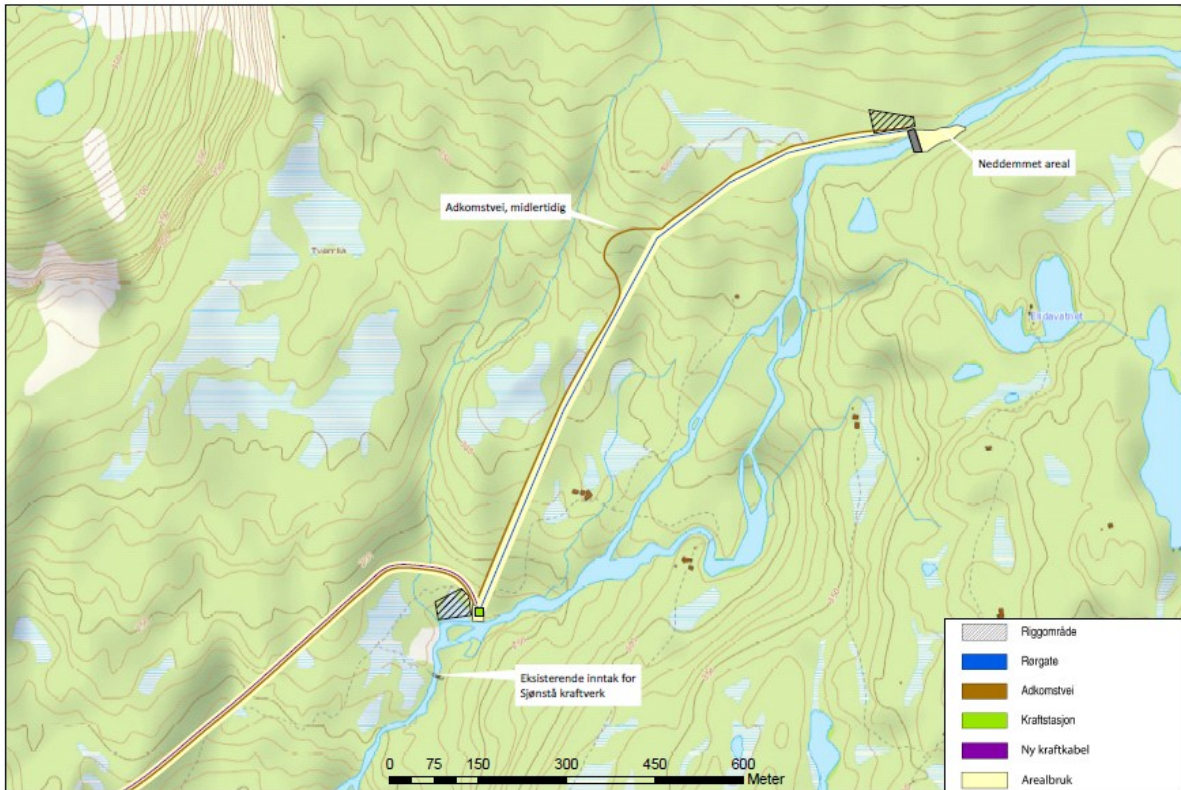 Neddemmet areal
Adkomstvei, midlertidig
Eksisterende inntak for
Sjønstå kraftverk
0 75 150 300 450 600
Meter
Riggområde
Rørgate
Adkomstvei
Kraftstasjon
Ny kraftkabel
Arealbruk